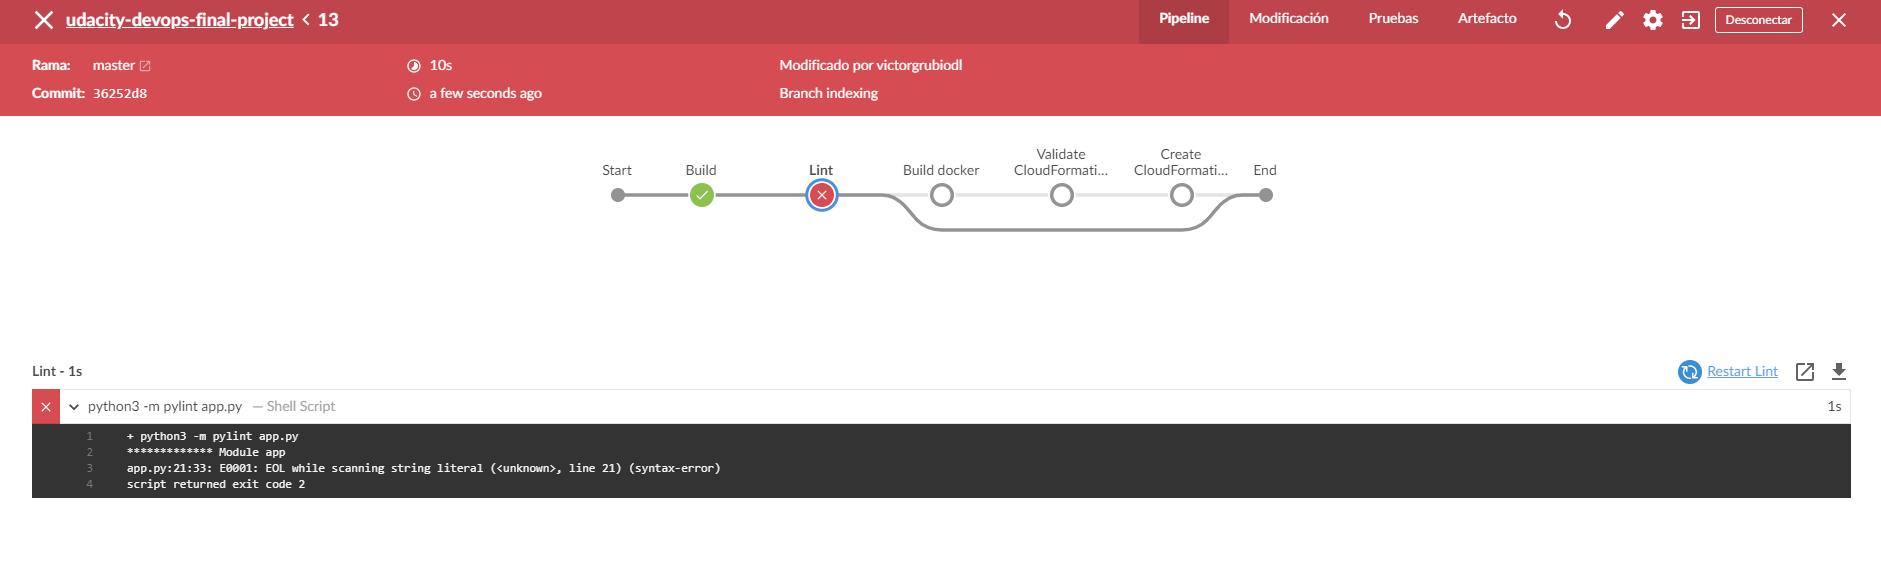 udacity-devops-final-project < 13
Pipeline Modificación Pruebas Artefacto Desconectar
Rama: master 10s Modificado por victorgrubiodl
Commit: 36252d8 a few seconds ago Branch indexing
Start Build Lint Build docker Validate CloudFormati... Create CloudFormati... End
Lint - 1s Restart Lint
python3 -m pylint app.py — Shell Script 1s
1 + python3 -m pylint app.py
2 ************* Module app
3 app.py:21:33: E0001: EOL while scanning string literal (<unknown>, line 21) (syntax-error)
4 script returned exit code 2